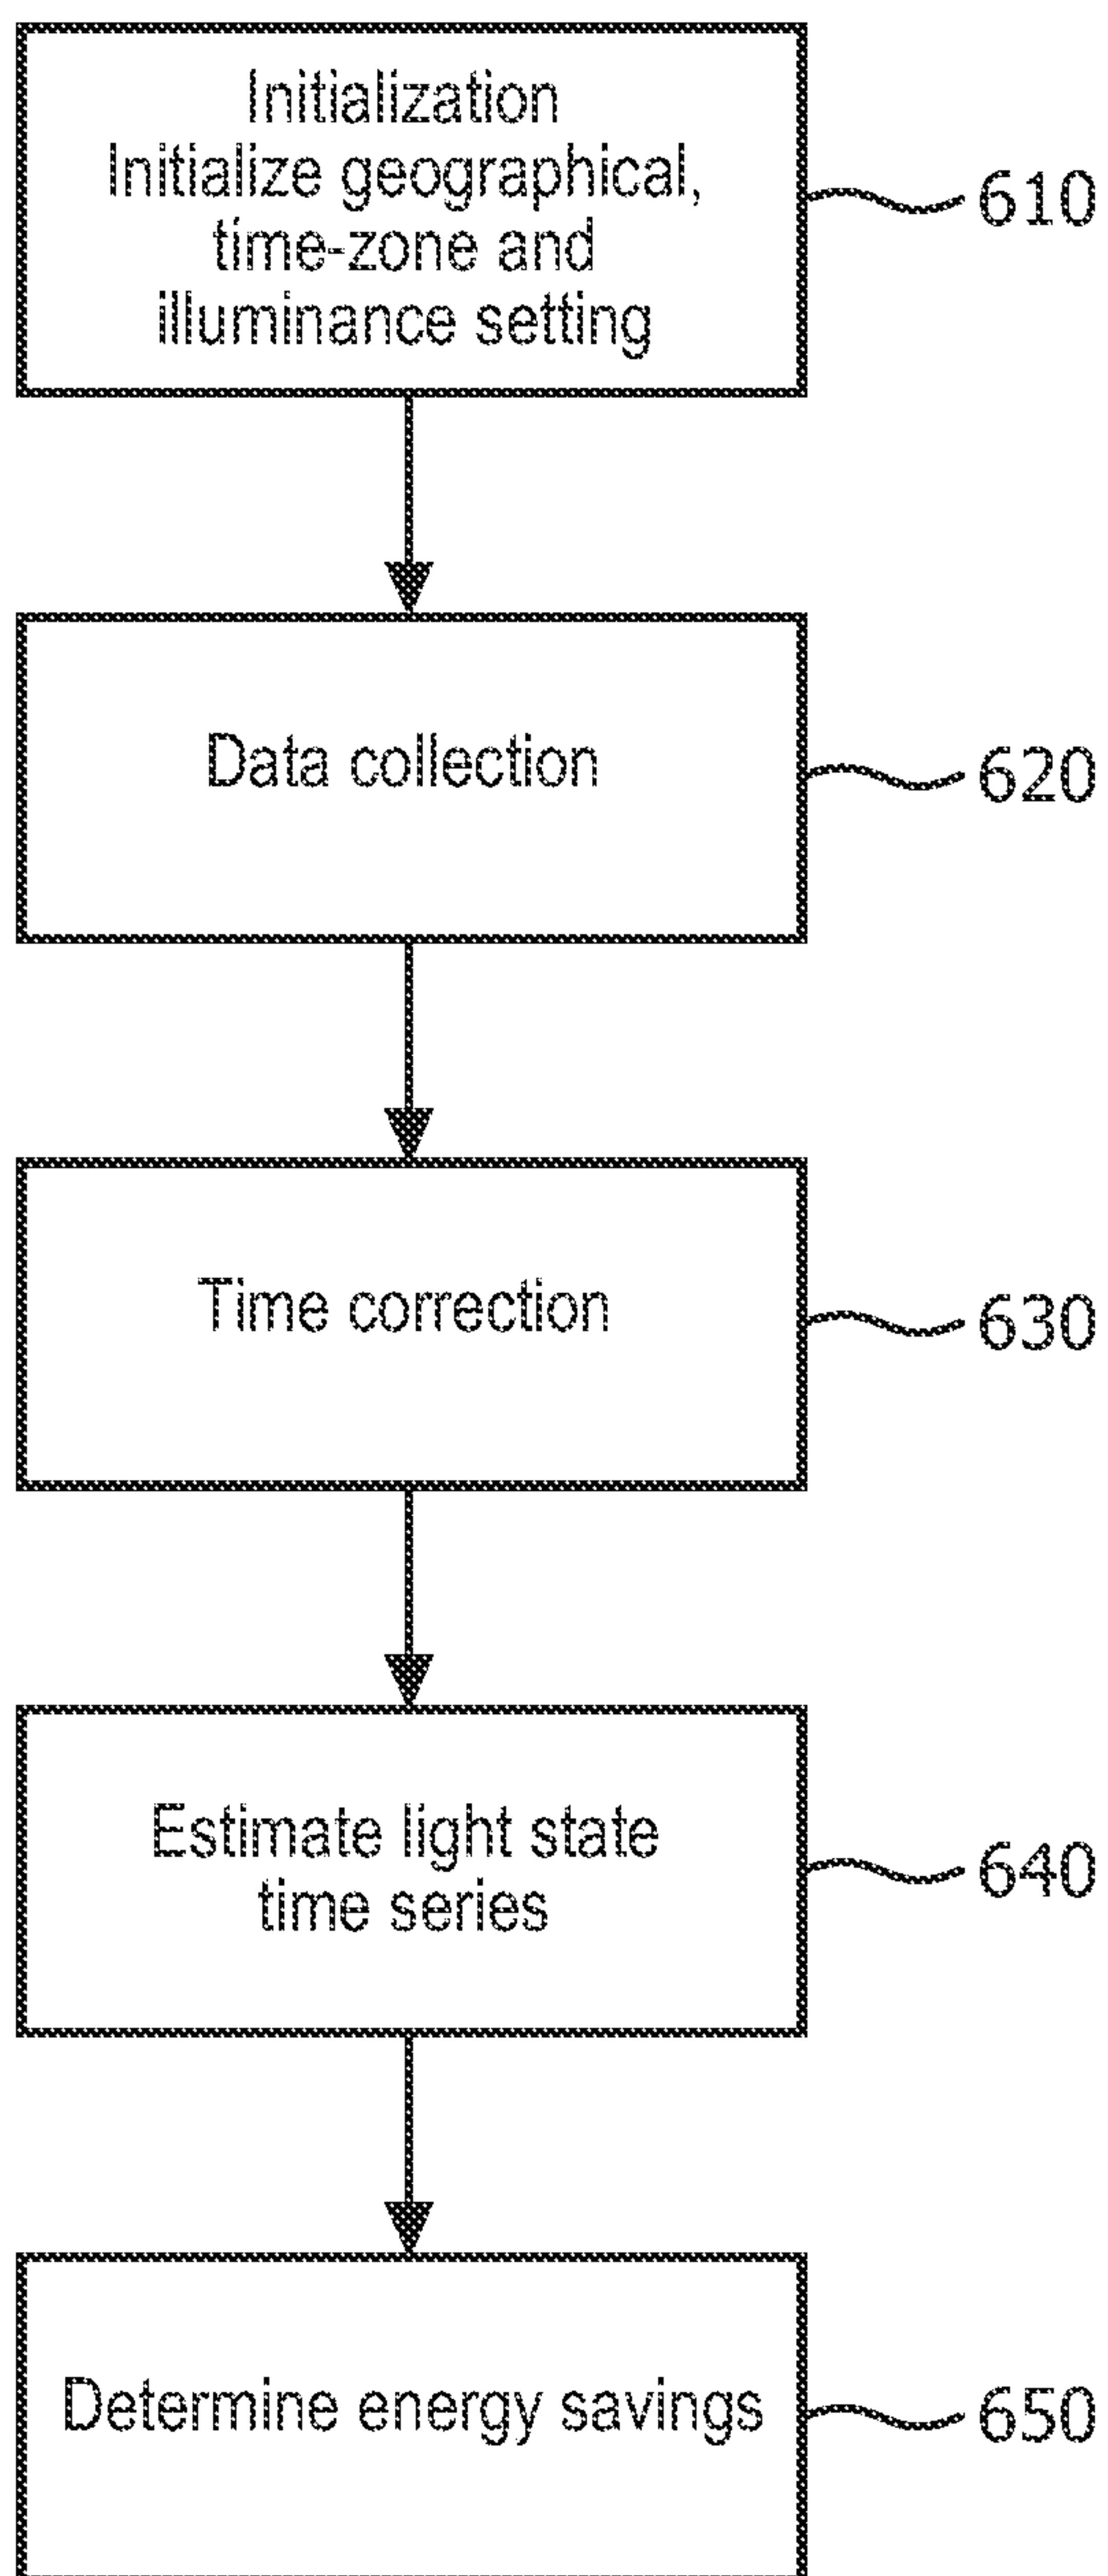 Initialization
Initialize geographical,
time-zone and
illuminance setting
610
Data collection
620
Time correction
630
Estimate light state
time series
640
Determine energy savings
650